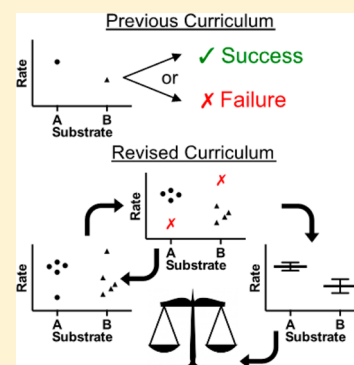 Previous Curriculum
Rate
A
B
Substrate
✓ Success
or
✗ Failure
Revised Curriculum
Rate
A
B
Substrate
Rate
A
B
Substrate
Rate
A
B
Substrate